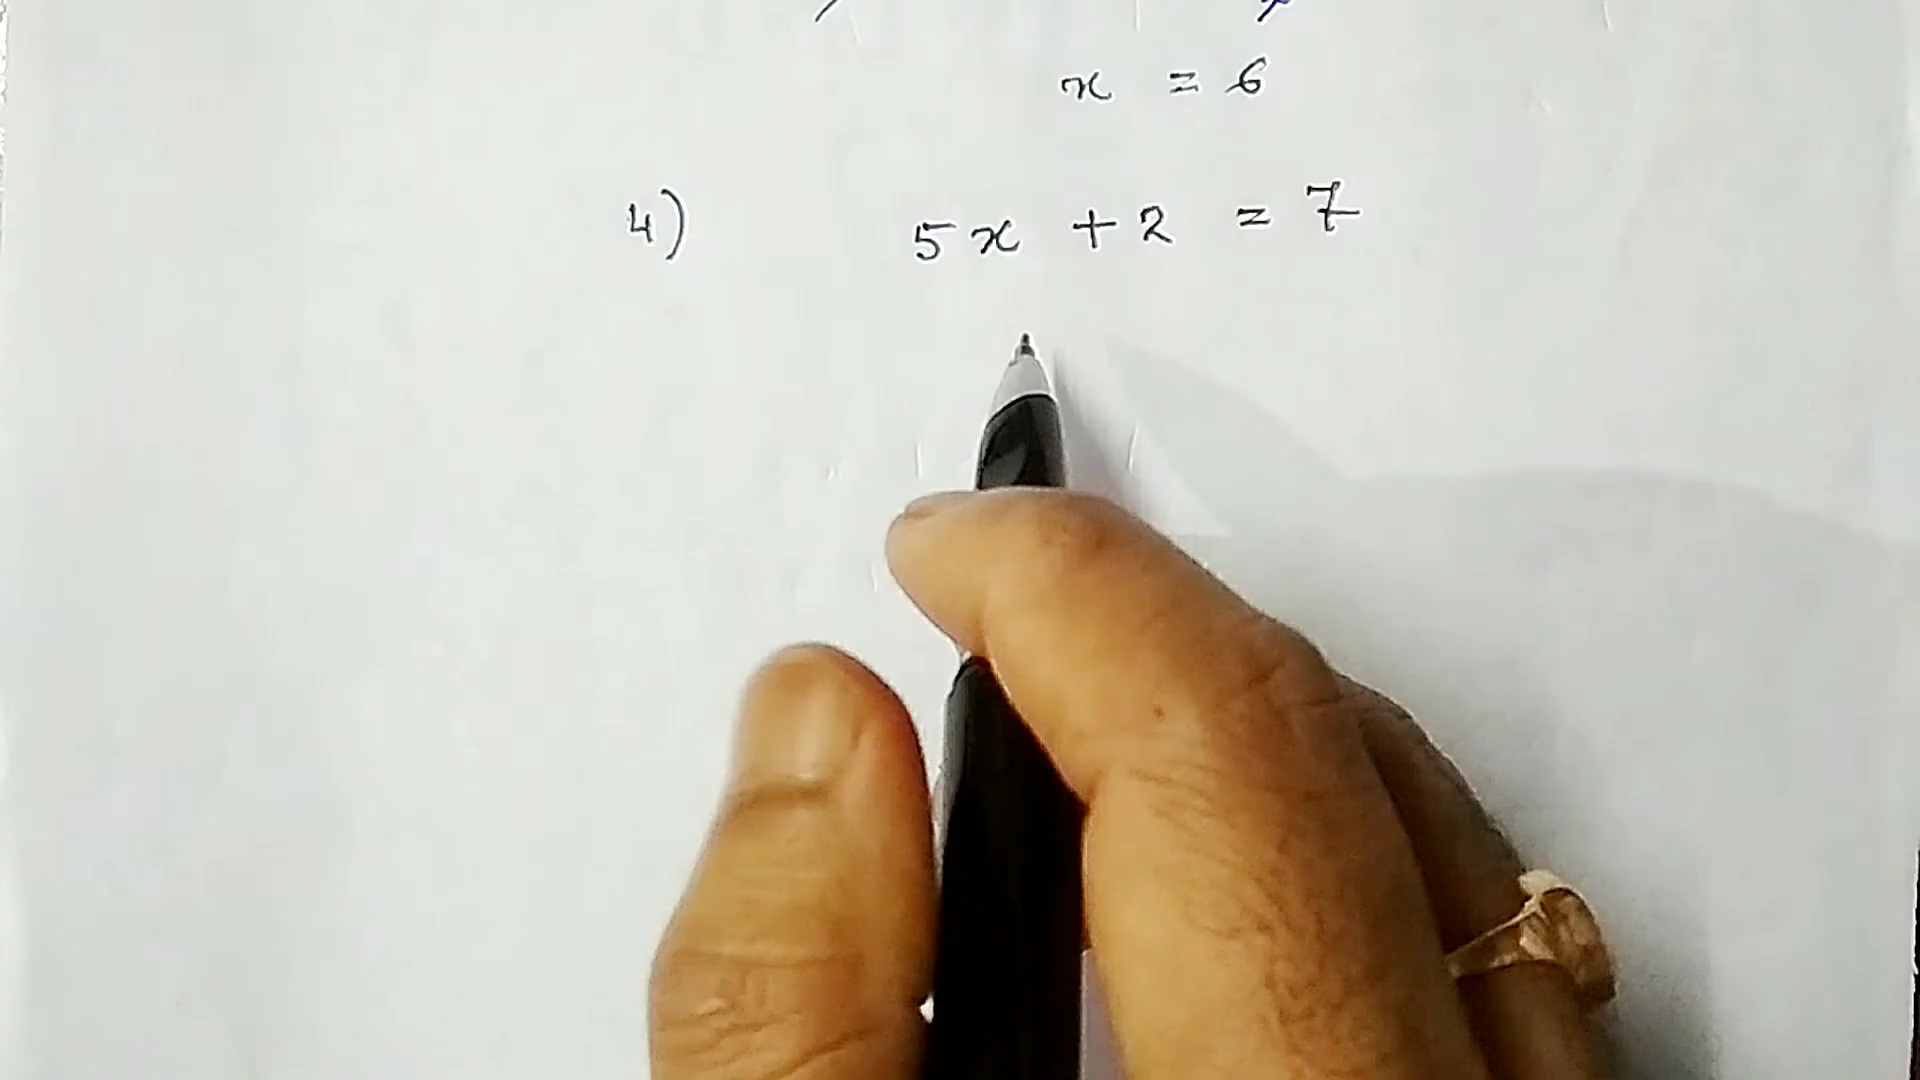 x = 6
4) 5x + 2 = 7